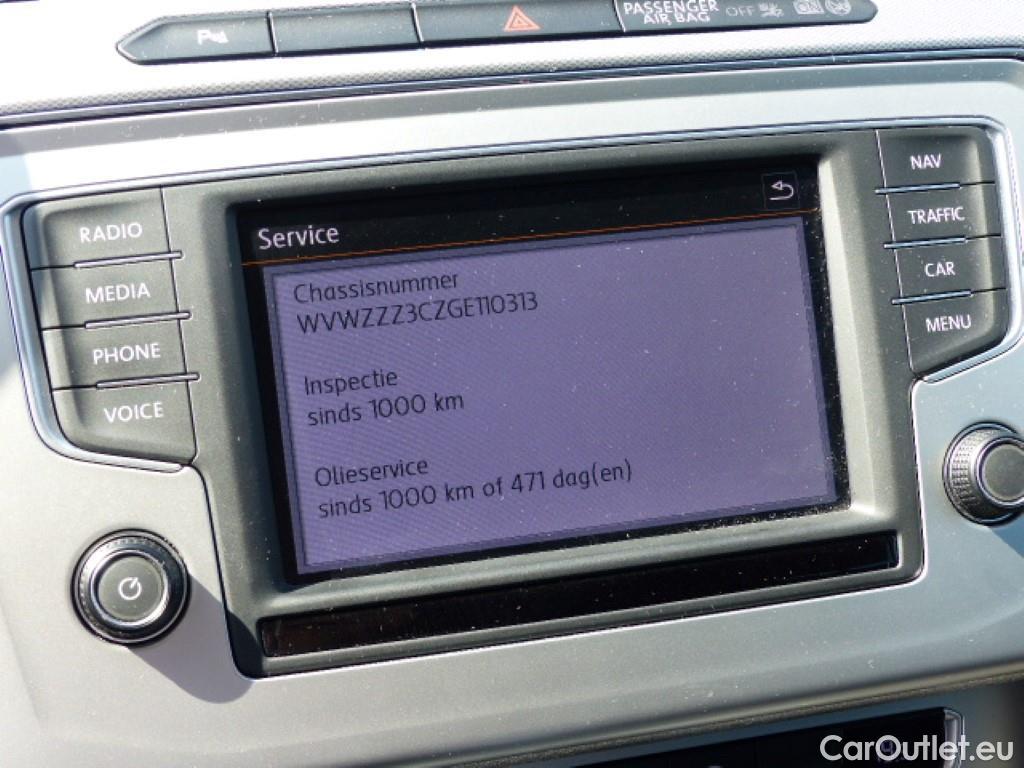 PASSENGER
AIR BAG
OFF
Service
Chassisnummer
WVWZZZ3CZGE110313
Inspectie
sinds 1000 km
Olieservice
sinds 1000 km of 471 dag(en)
RADIO
MEDIA
PHONE
VOICE
NAV
TRAFFIC
CAR
MENU
CarOutlet.eu